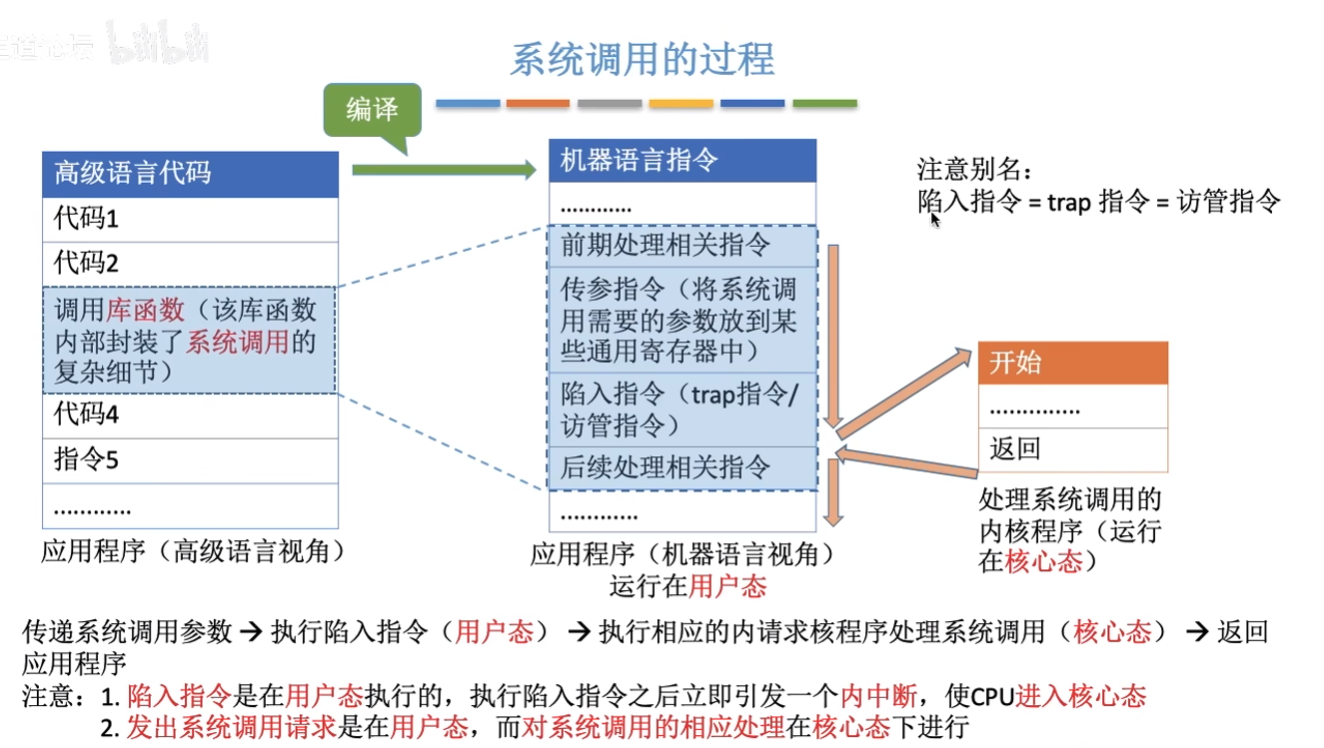 道论坛 bilibili
系统调用的过程
编译
高级语言代码
代码1
代码2
调用库函数（该库函数
内部封装了系统调用的
复杂细节）
代码4
指令5
…………
应用程序（高级语言视角）
机器语言指令
…………
前期处理相关指令
传参指令（将系统调
用需要的参数放到某
些通用寄存器中）
陷入指令（trap指令/
访管指令）
后续处理相关指令
…………
应用程序（机器语言视角）
运行在用户态
注意别名：
陷入指令 = trap 指令 = 访管指令
开始
…………..
返回
处理系统调用的
内核程序（运行
在核心态）
传递系统调用参数 → 执行陷入指令（用户态） → 执行相应的内请求核程序处理系统调用（核心态） → 返回
应用程序
注意：1. 陷入指令是在用户态执行的，执行陷入指令之后立即引发一个内中断，使CPU进入核心态
2. 发出系统调用请求是在用户态，而对系统调用的相应处理在核心态下进行